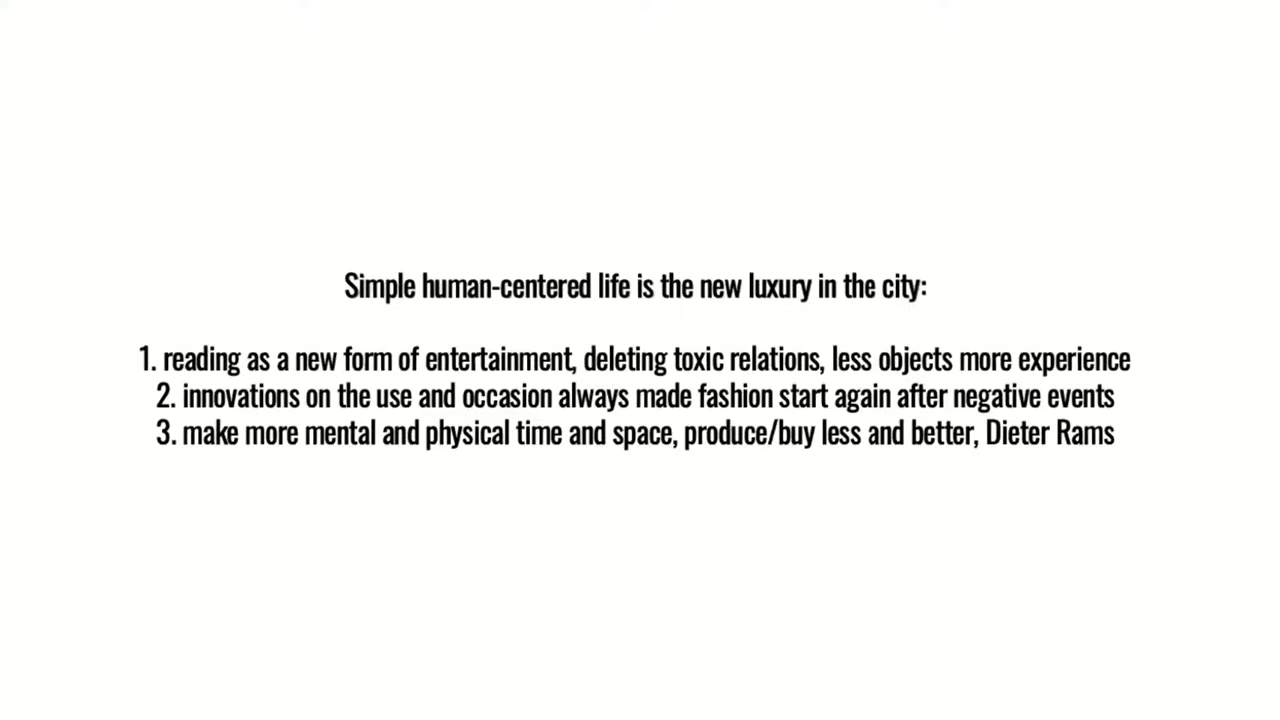 Simple human-centered life is the new luxury in the city:
1. reading as a new form of entertainment, deleting toxic relations, less objects more experience
2. innovations on the use and occasion always made fashion start again after negative events
3. make more mental and physical time and space, produce/buy less and better, Dieter Rams